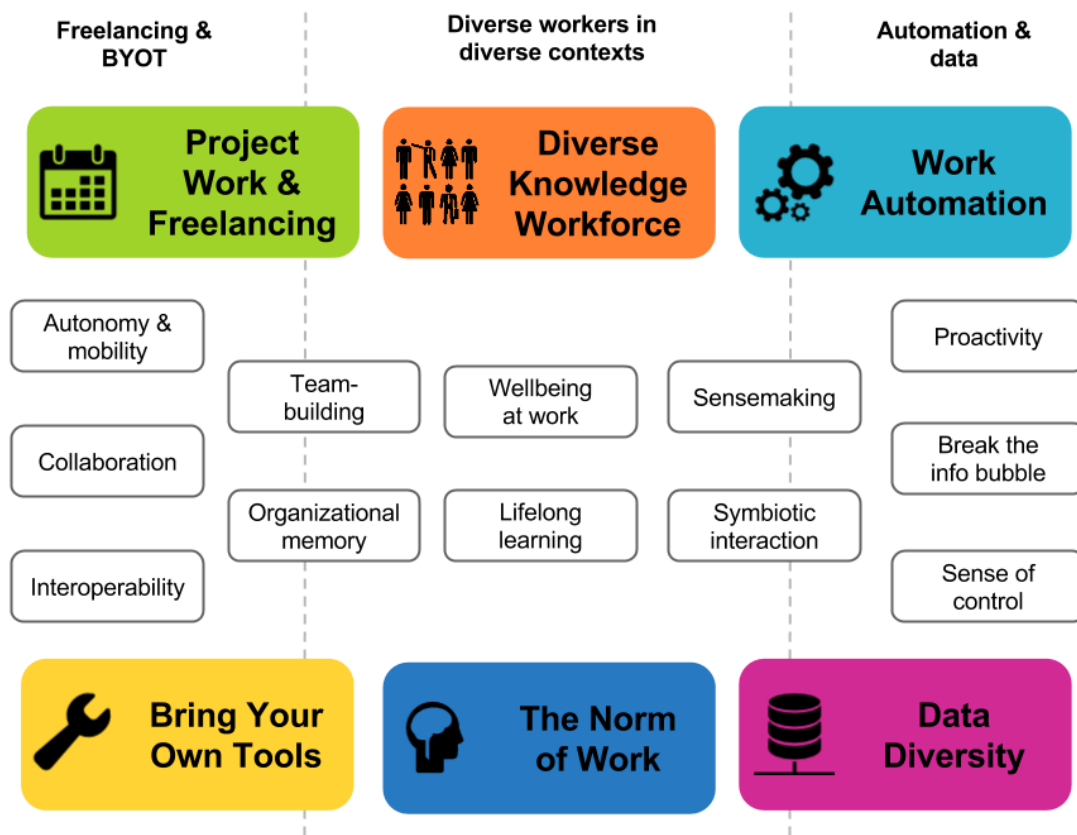 Freelancing &
BYOT
Diverse workers in
diverse contexts
Automation &
data
Project
Work &
Freelancing
Diverse
Knowledge
Workforce
Work
Automation
Autonomy &
mobility
Collaboration
Interoperability
Team-
building
Organizational
memory
Wellbeing
at work
Lifelong
learning
Sensemaking
Symbiotic
interaction
Proactivity
Break the
info bubble
Sense of
control
Bring Your
Own Tools
The Norm
of Work
Data
Diversity